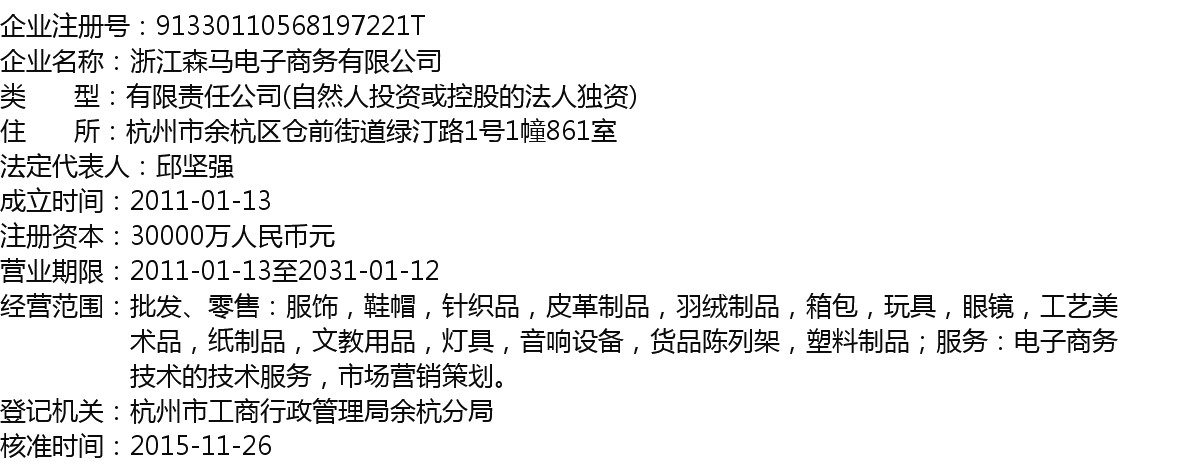 企业注册号：91330110568197221T
企业名称：浙江森马电子商务有限公司
类　　型：有限责任公司(自然人投资或控股的法人独资)
住　　所：杭州市余杭区仓前街道绿汀路1号1幢861室
法定代表人：邱坚强
成立时间：2011-01-13
注册资本：30000万人民币元
营业期限：2011-01-13至2031-01-12
经营范围：批发、零售：服饰，鞋帽，针织品，皮革制品，羽绒制品，箱包，玩具，眼镜，工艺美
术品，纸制品，文教用品，灯具，音响设备，货品陈列架，塑料制品；服务：电子商务
技术的技术服务，市场营销策划。
登记机关：杭州市工商行政管理局余杭分局
核准时间：2015-11-26